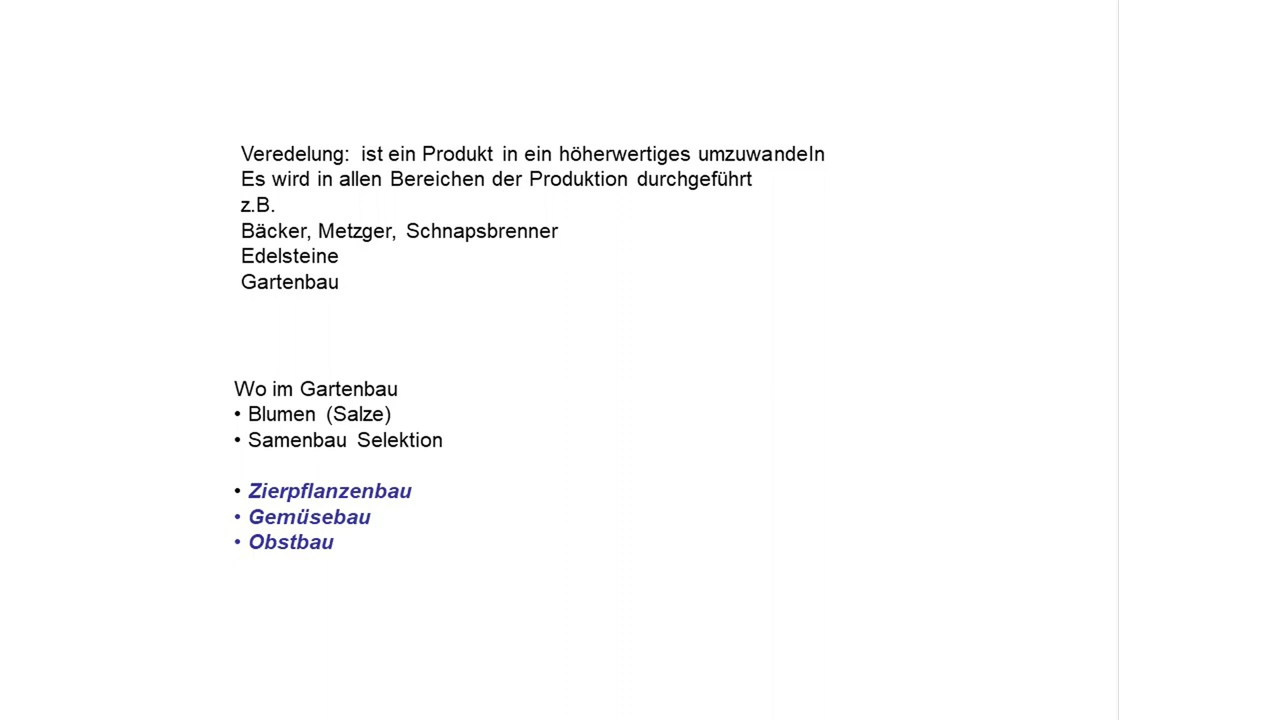 Veredelung: ist ein Produkt in ein höherwertiges umzuwandeln
Es wird in allen Bereichen der Produktion durchgeführt
z.B.
Bäcker, Metzger, Schnapsbrenner
Edelsteine
Gartenbau
Wo im Gartenbau
• Blumen (Salze)
• Samenbau Selektion
• Zierpflanzenbau
• Gemüsebau
• Obstbau